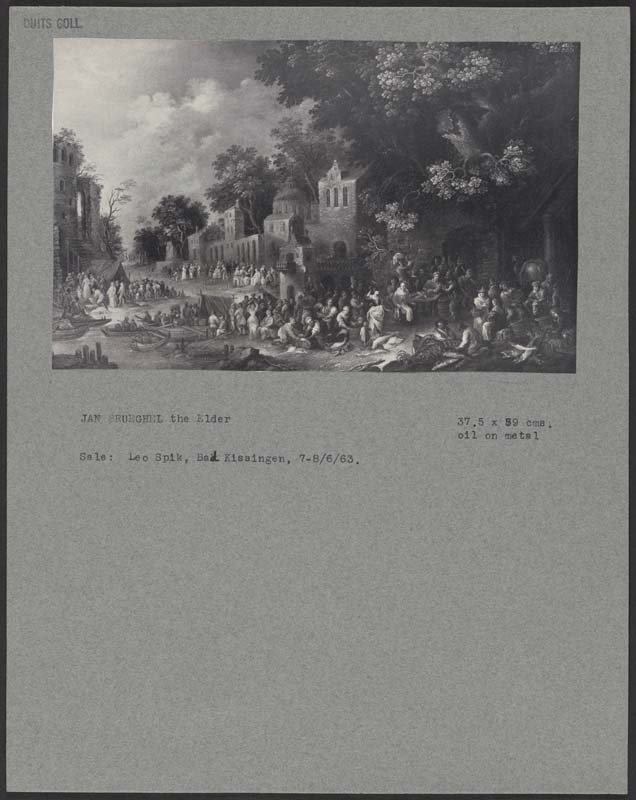 DUITS COLL.
JAN BRUEGHEL the Elder
37.5 x 59 cms.
oil on metal
Sale: Leo Spik, Bad Kissingen, 7-8/6/63.